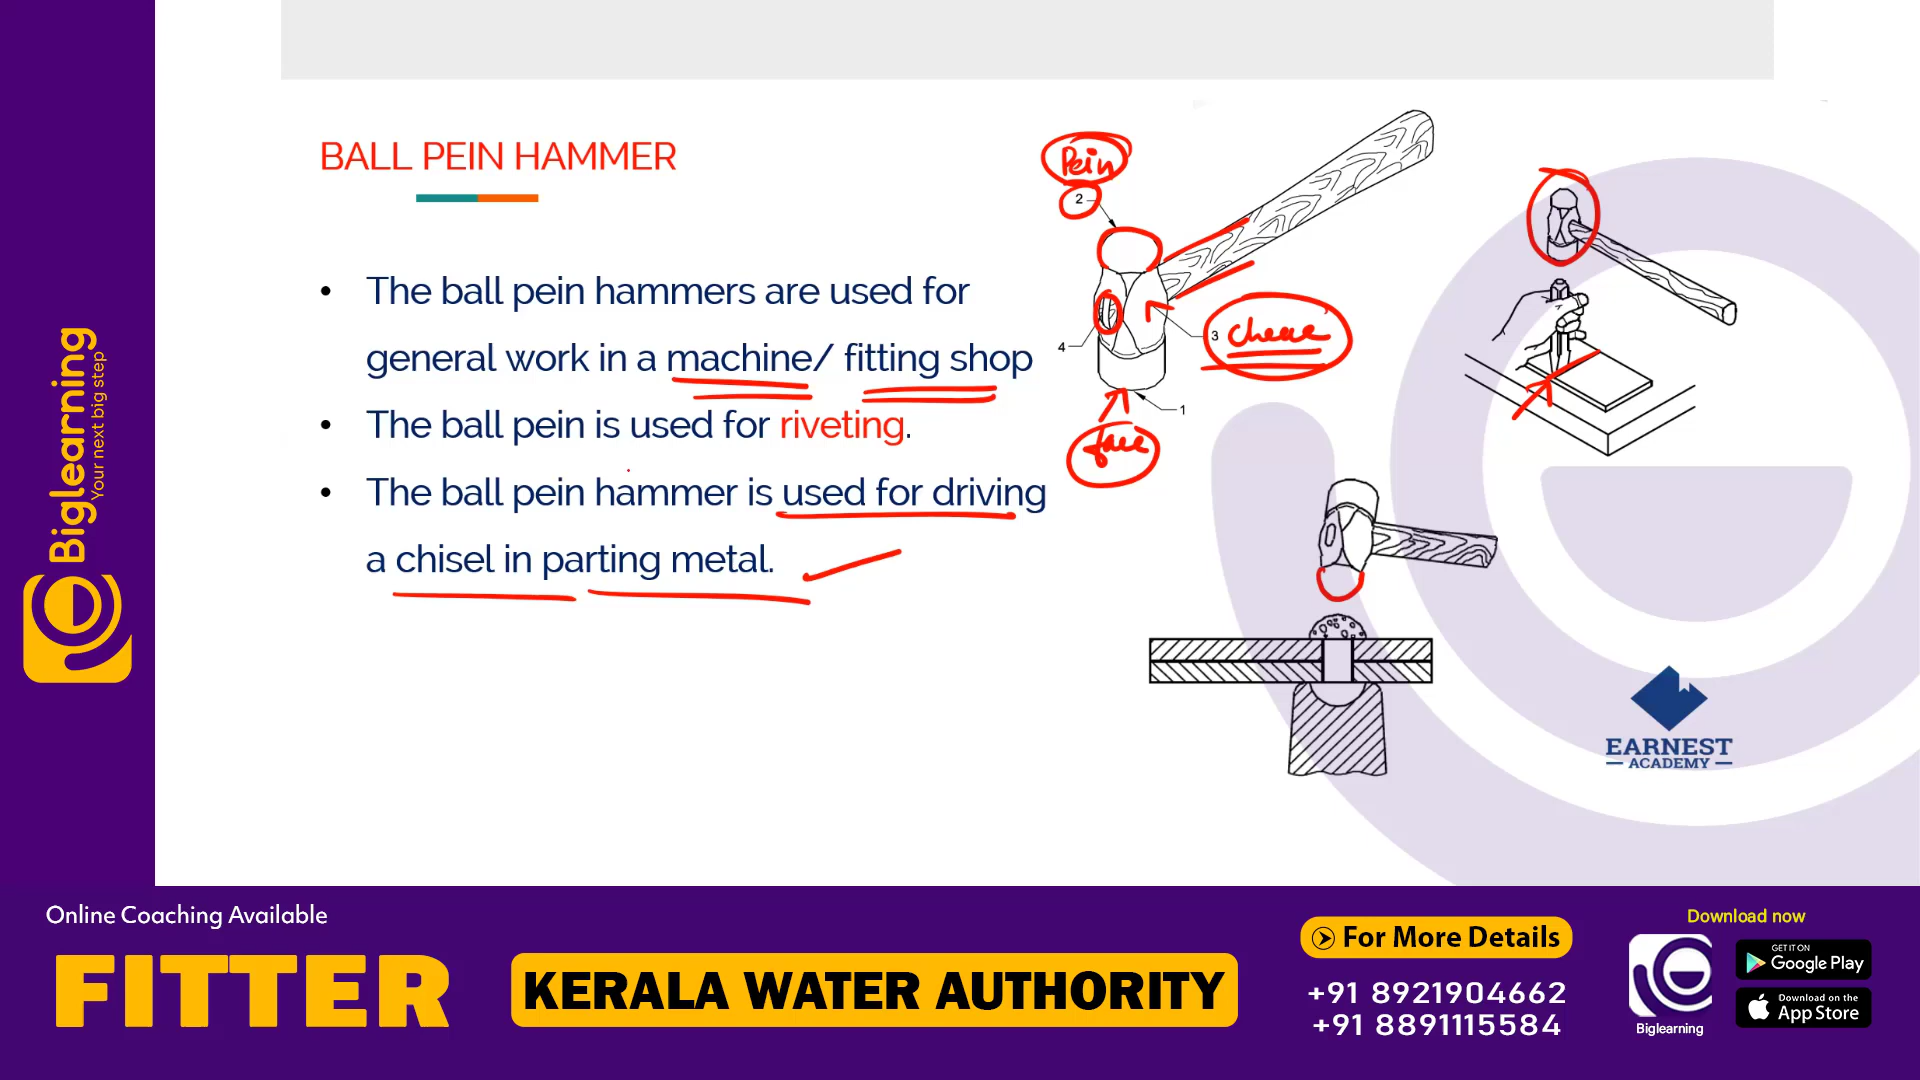 BALL PEIN HAMMER
• The ball pein hammers are used for
general work in a machine/ fitting shop
• The ball pein is used for riveting.
• The ball pein hammer is used for driving
a chisel in parting metal.
Pein
2
3
4
1
face
EARNEST
ACADEMY
Biglearning
Your next big step
Online Coaching Available
FITTER
KERALA WATER AUTHORITY
For More Details
+91 8921904662
+91 8891115584
Download now
Biglearning
GET IT ON
Google Play
Download on the
App Store